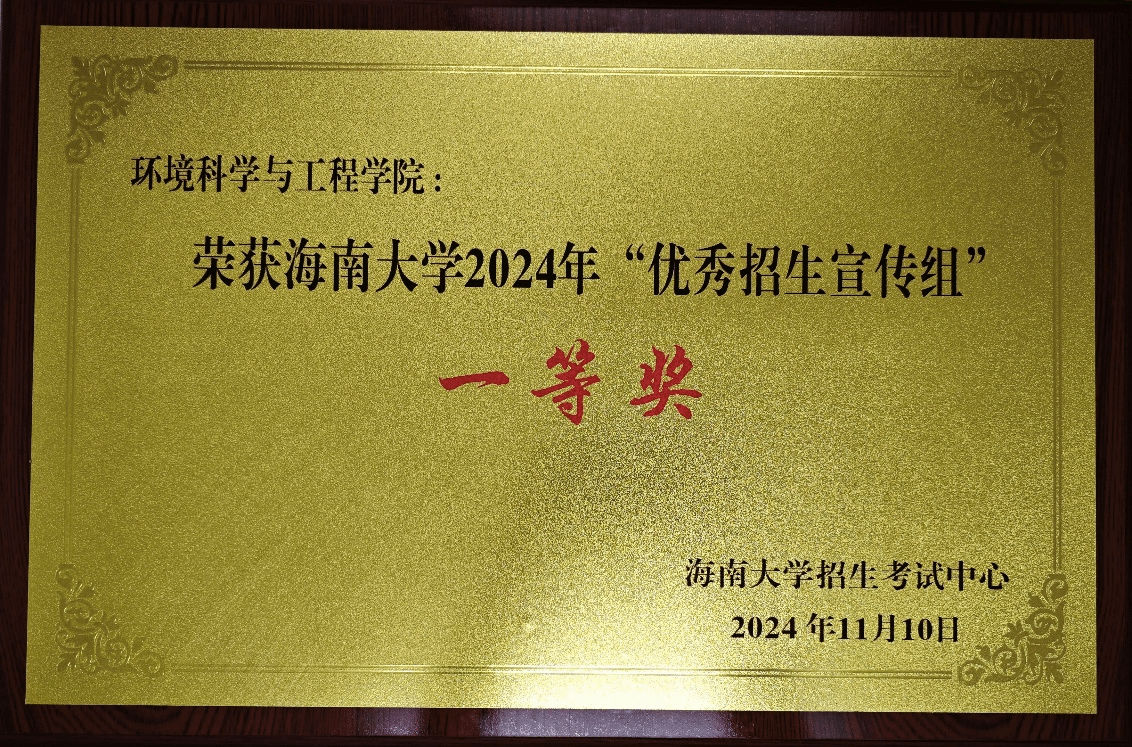 环境科学与工程学院：
荣获海南大学2024年“优秀招生宣传组”
一等奖
海南大学招生考试中心
2024年11月10日